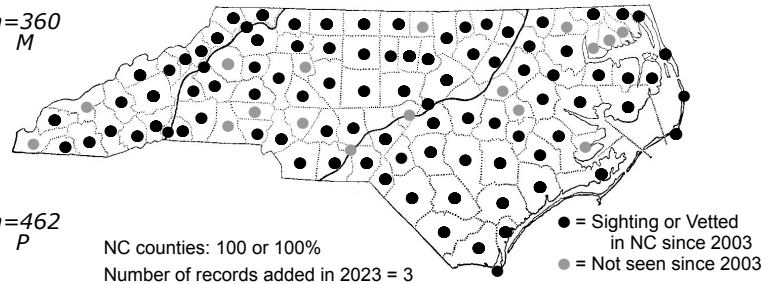 =360
M
=462
P
NC counties: 100 or 100%
Number of records added in 2023 = 3
= Sighting or Vetted
in NC since 2003
= Not seen since 2003